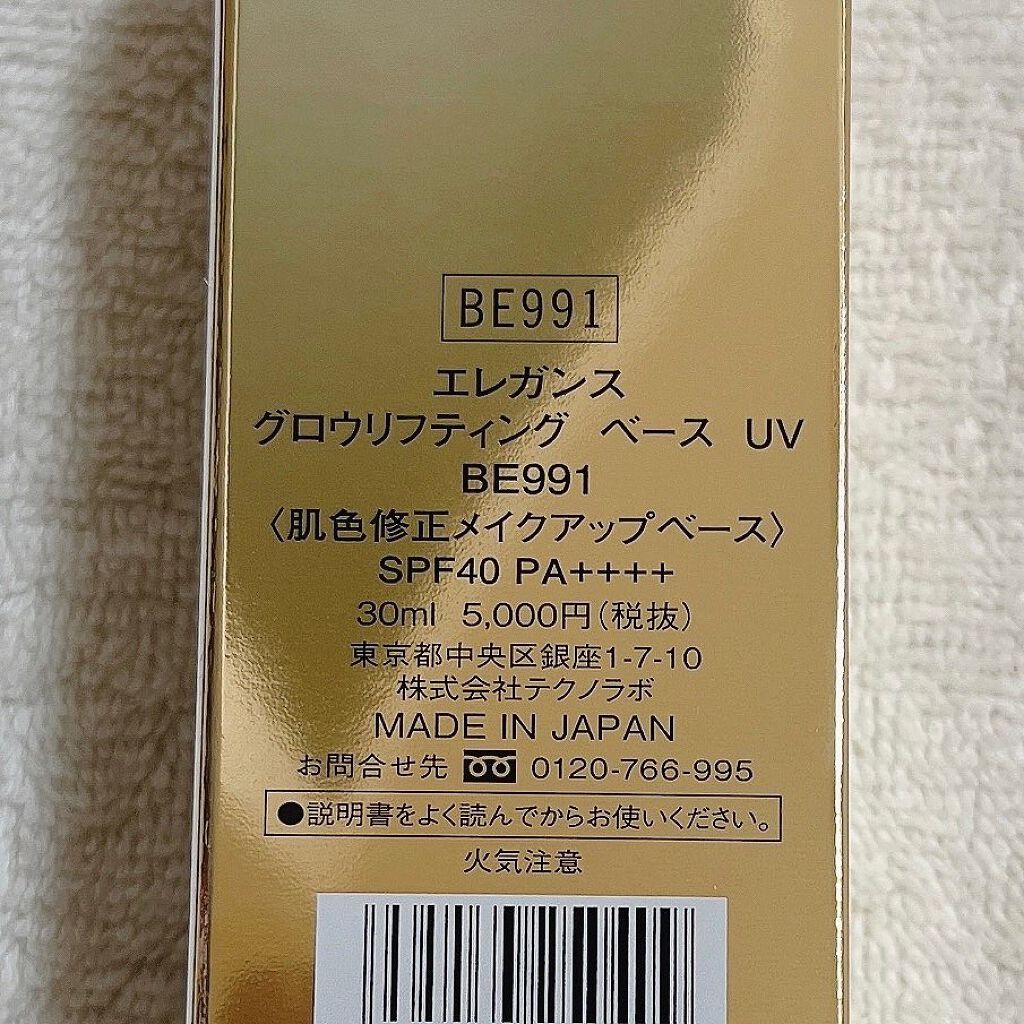 BE991
エレガンス
グロウリフティング ベース UV
BE991
〈肌色修正メイクアップベース〉
SPF40 PA++++
30ml 5,000円(税抜)
東京都中央区銀座1-7-10
株式会社テクノラボ
MADE IN JAPAN
お問合せ先 0120-766-995
●説明書をよく読んでからお使いください。
火気注意